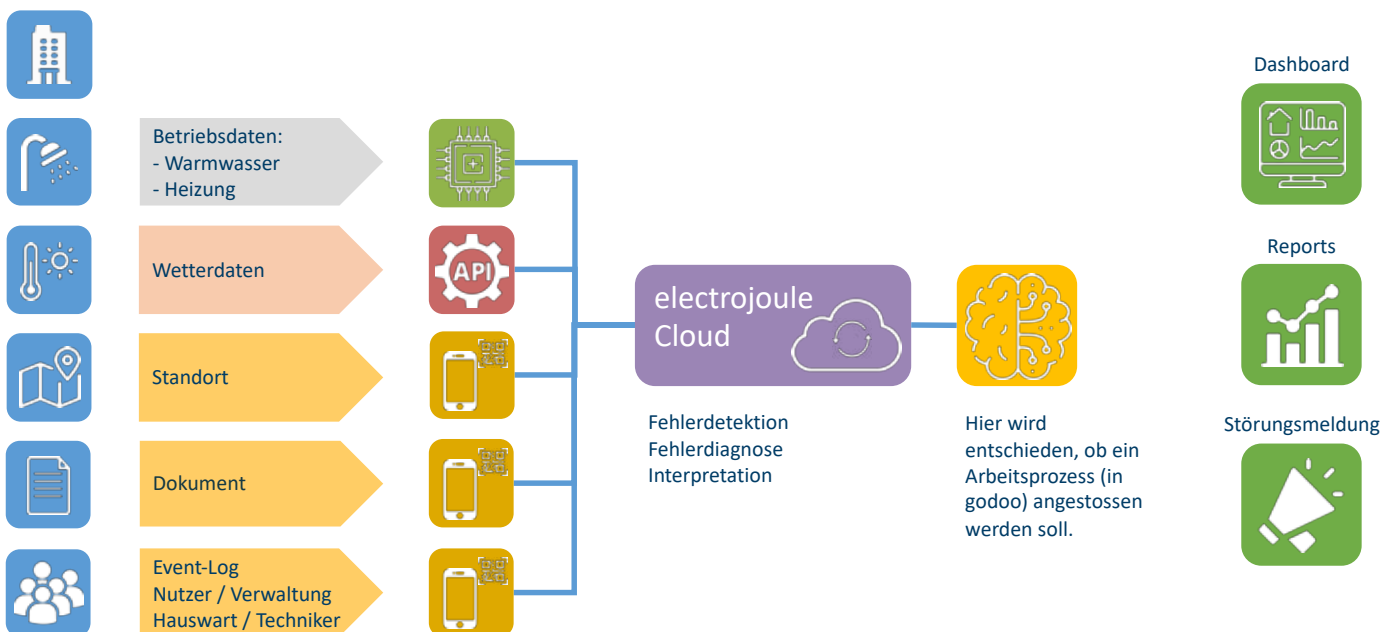 Betriebsdaten:
- Warmwasser
- Heizung
Wetterdaten
API
Standort
Dokument
Event-Log
Nutzer / Verwaltung
Hauswart / Techniker
electrojoule
Cloud
Fehlerdetektion
Fehlerdiagnose
Interpretation
Hier wird
entschieden, ob ein
Arbeitsprozess (in
godoo) angestossen
werden soll.
Dashboard
Reports
Störungsmeldung